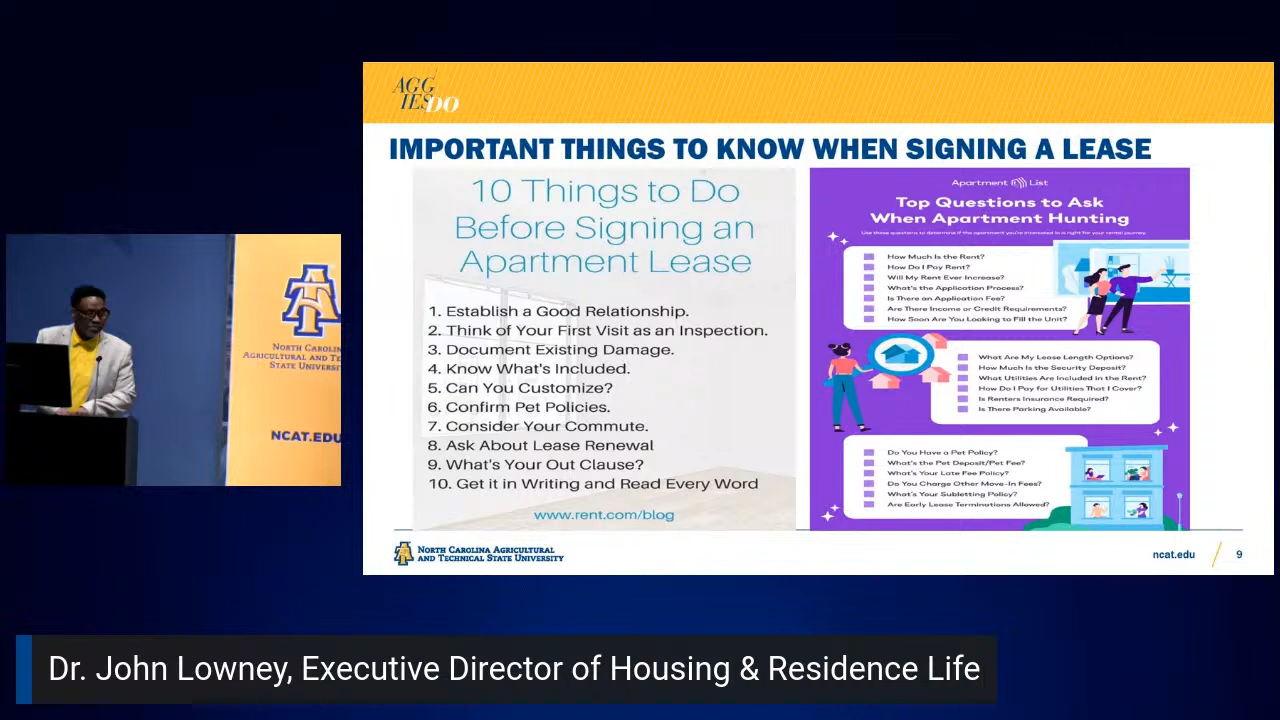 AGG
IESDO
IMPORTANT THINGS TO KNOW WHEN SIGNING A LEASE
10 Things to Do
Before Signing an
Apartment Lease
1. Establish a Good Relationship.
2. Think of Your First Visit as an Inspection.
3. Document Existing Damage.
4. Know What's Included.
5. Can You Customize?
6. Confirm Pet Policies.
7. Consider Your Commute.
8. Ask About Lease Renewal
9. What's Your Out Clause?
10. Get it in Writing and Read Every Word
www.rent.com/blog
Apartment List
Top Questions to Ask
When Apartment Hunting
Use these questions to determine if the apartment you're interested in is right for your rental journey.
How Much Is the Rent?
How Do I Pay Rent?
Will My Rent Ever Increase?
What's the Application Process?
Is There an Application Fee?
Are There Income or Credit Requirements?
How Soon Are You Looking to Fill the Unit?
What Are My Lease Length Options?
How Much Is the Security Deposit?
What Utilities Are Included in the Rent?
How Do I Pay for Utilities That I Cover?
Is Renters Insurance Required?
Is There Parking Available?
Do You Have a Pet Policy?
What's the Pet Deposit/Pet Fee?
What's Your Late Fee Policy?
Do You Charge Other Move-In Fees?
What's Your Subletting Policy?
Are Early Lease Terminations Allowed?
NORTH CAROLINA AGRICULTURAL
AND TECHNICAL STATE UNIVERSITY
ncat.edu
9
NORTH CAROLINA
AGRICULTURAL AND TE
STATE UNIVERSI
NCAT.EDU
Dr. John Lowney, Executive Director of Housing & Residence Life